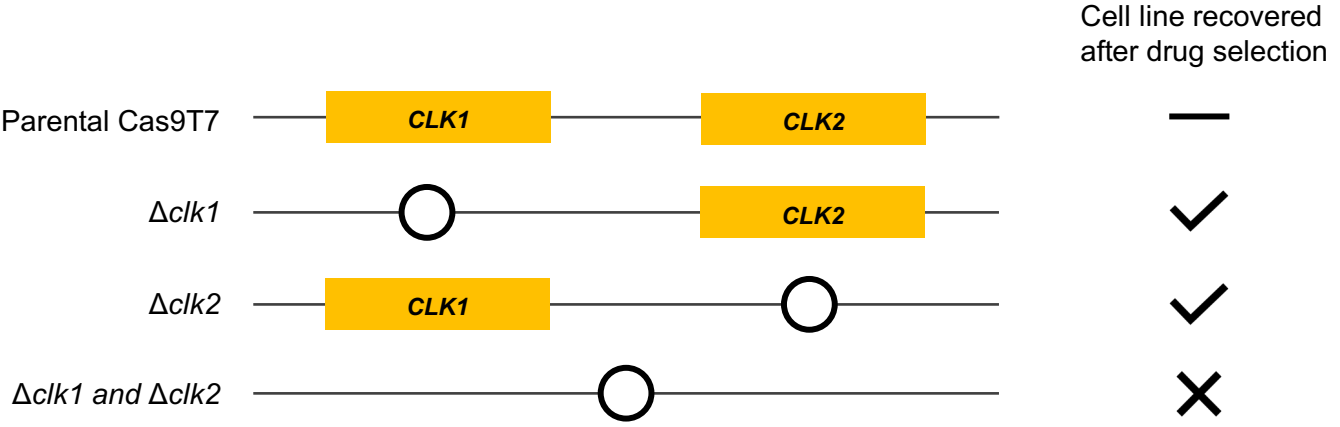 Cell line recovered
after drug selection
Parental Cas9T7 CLK1 CLK2
Δclk1 CLK2
Δclk2 CLK1
Δclk1 and Δclk2